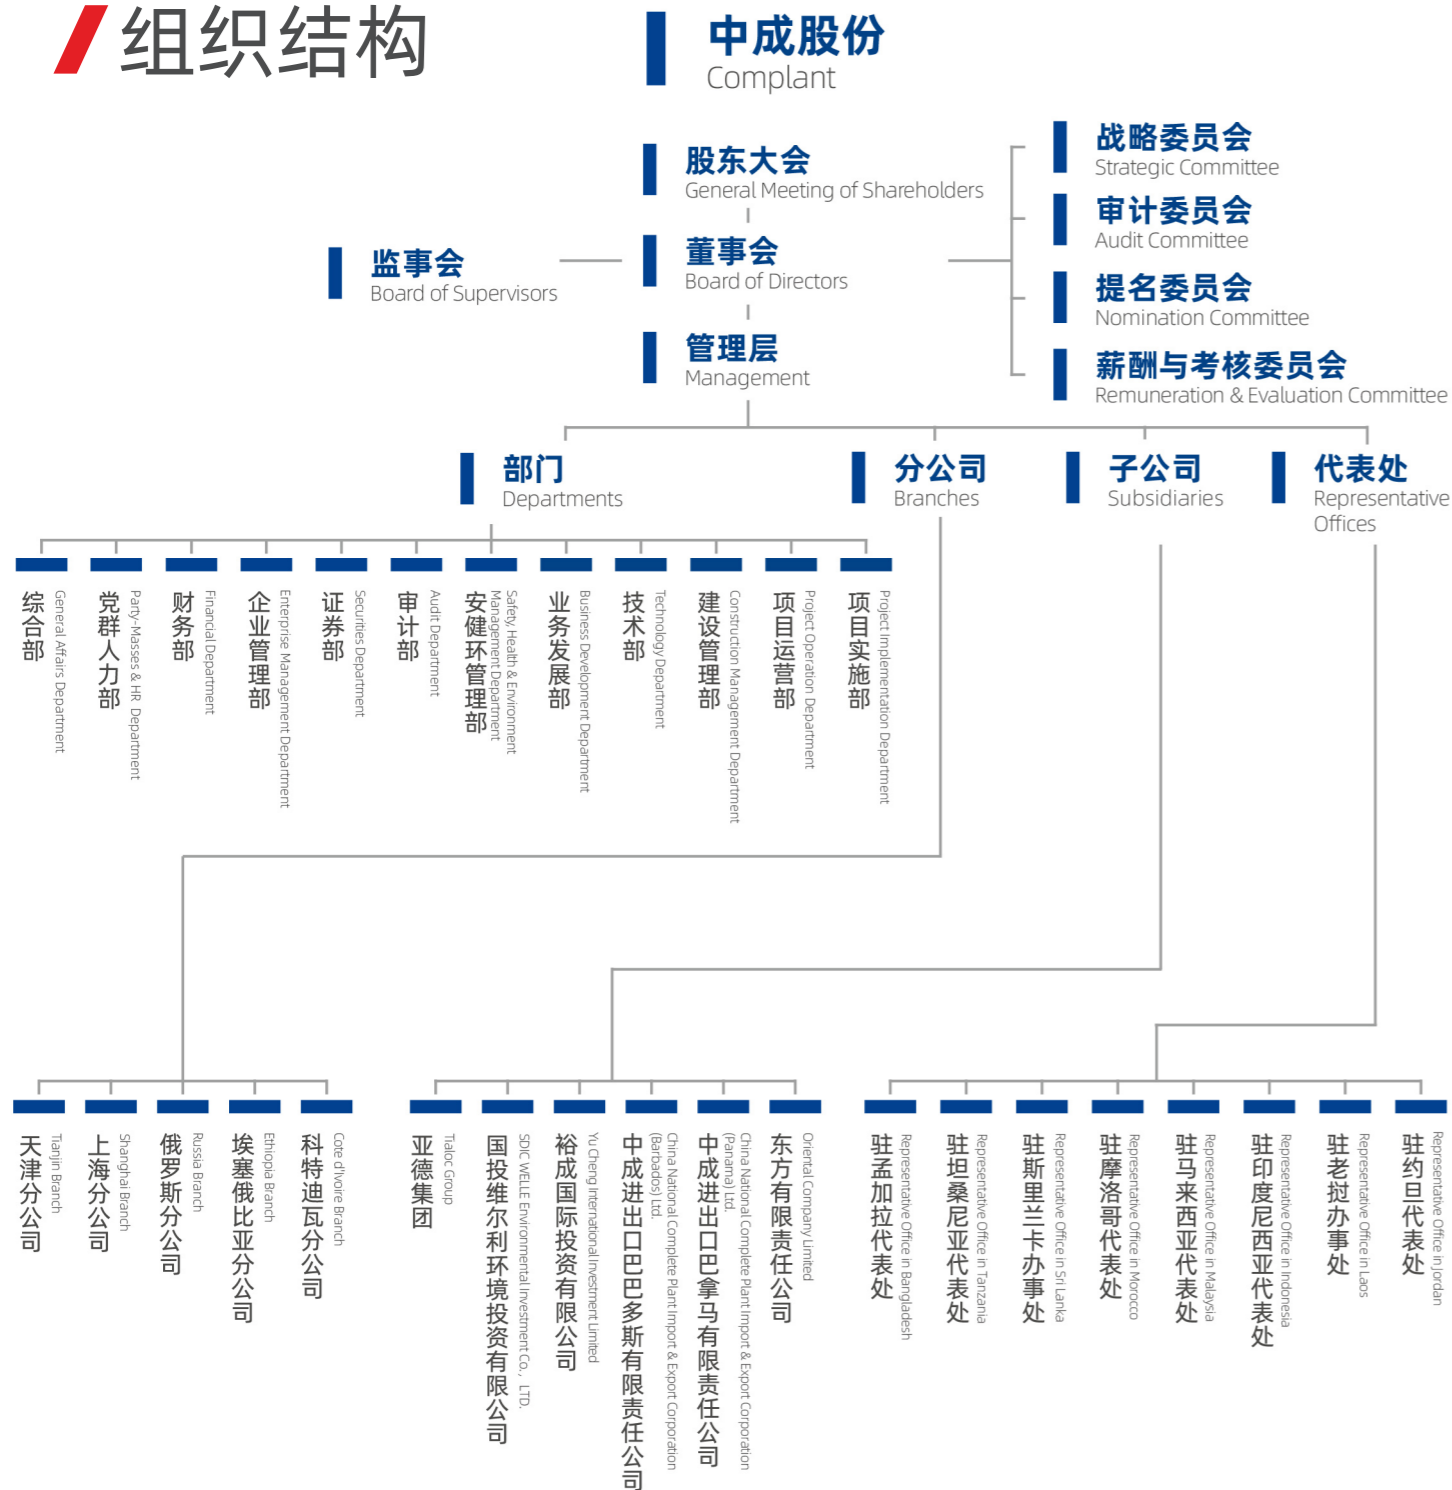 组织结构
中成股份
Complant
股东大会
General Meeting of Shareholders
监事会
Board of Supervisors
董事会
Board of Directors
管理层
Management
战略委员会
Strategic Committee
审计委员会
Audit Committee
提名委员会
Nomination Committee
薪酬与考核委员会
Remuneration & Evaluation Committee
部门
Departments
分公司
Branches
子公司
Subsidiaries
代表处
Representative
Offices
综合部
General Affairs Department
党群人力部
Party-Masses & HR Department
财务部
Financial Department
企业管理部
Enterprise Management Department
证券部
Securities Department
审计部
Audit Department
安健环管理部
Safety, Health & Environment
Management Department
业务发展部
Business Development Department
技术部
Technology Department
建设管理部
Construction Management Department
项目运营部
Project Operation Department
项目实施部
Project Implementation Department
天津分公司
Tianjin Branch
上海分公司
Shanghai Branch
俄罗斯分公司
Russia Branch
埃塞俄比亚分公司
Ethiopia Branch
科特迪瓦分公司
Cote d'Ivoire Branch
亚德集团
Tialoc Group
国投维尔利环境投资有限公司
SDIC WELLE Environmental Investment Co., LTD.
裕成国际投资有限公司
Yu Cheng International Investment Limited
中成进出口巴巴多斯有限责任公司
China National Complete Plant Import & Export Corporation
(Barbados) Ltd.
中成进出口巴拿马有限责任公司
China National Complete Plant Import & Export Corporation
(Panama) Ltd.
东方有限责任公司
Oriental Company Limited
驻孟加拉代表处
Representative Office in Bangladesh
驻坦桑尼亚代表处
Representative Office in Tanzania
驻斯里兰卡办事处
Representative Office in Sri Lanka
驻摩洛哥代表处
Representative Office in Morocco
驻马来西亚代表处
Representative Office in Malaysia
驻印度尼西亚代表处
Representative Office in Indonesia
驻老挝办事处
Representative Office in Laos
驻约旦代表处
Representative Office in Jordan